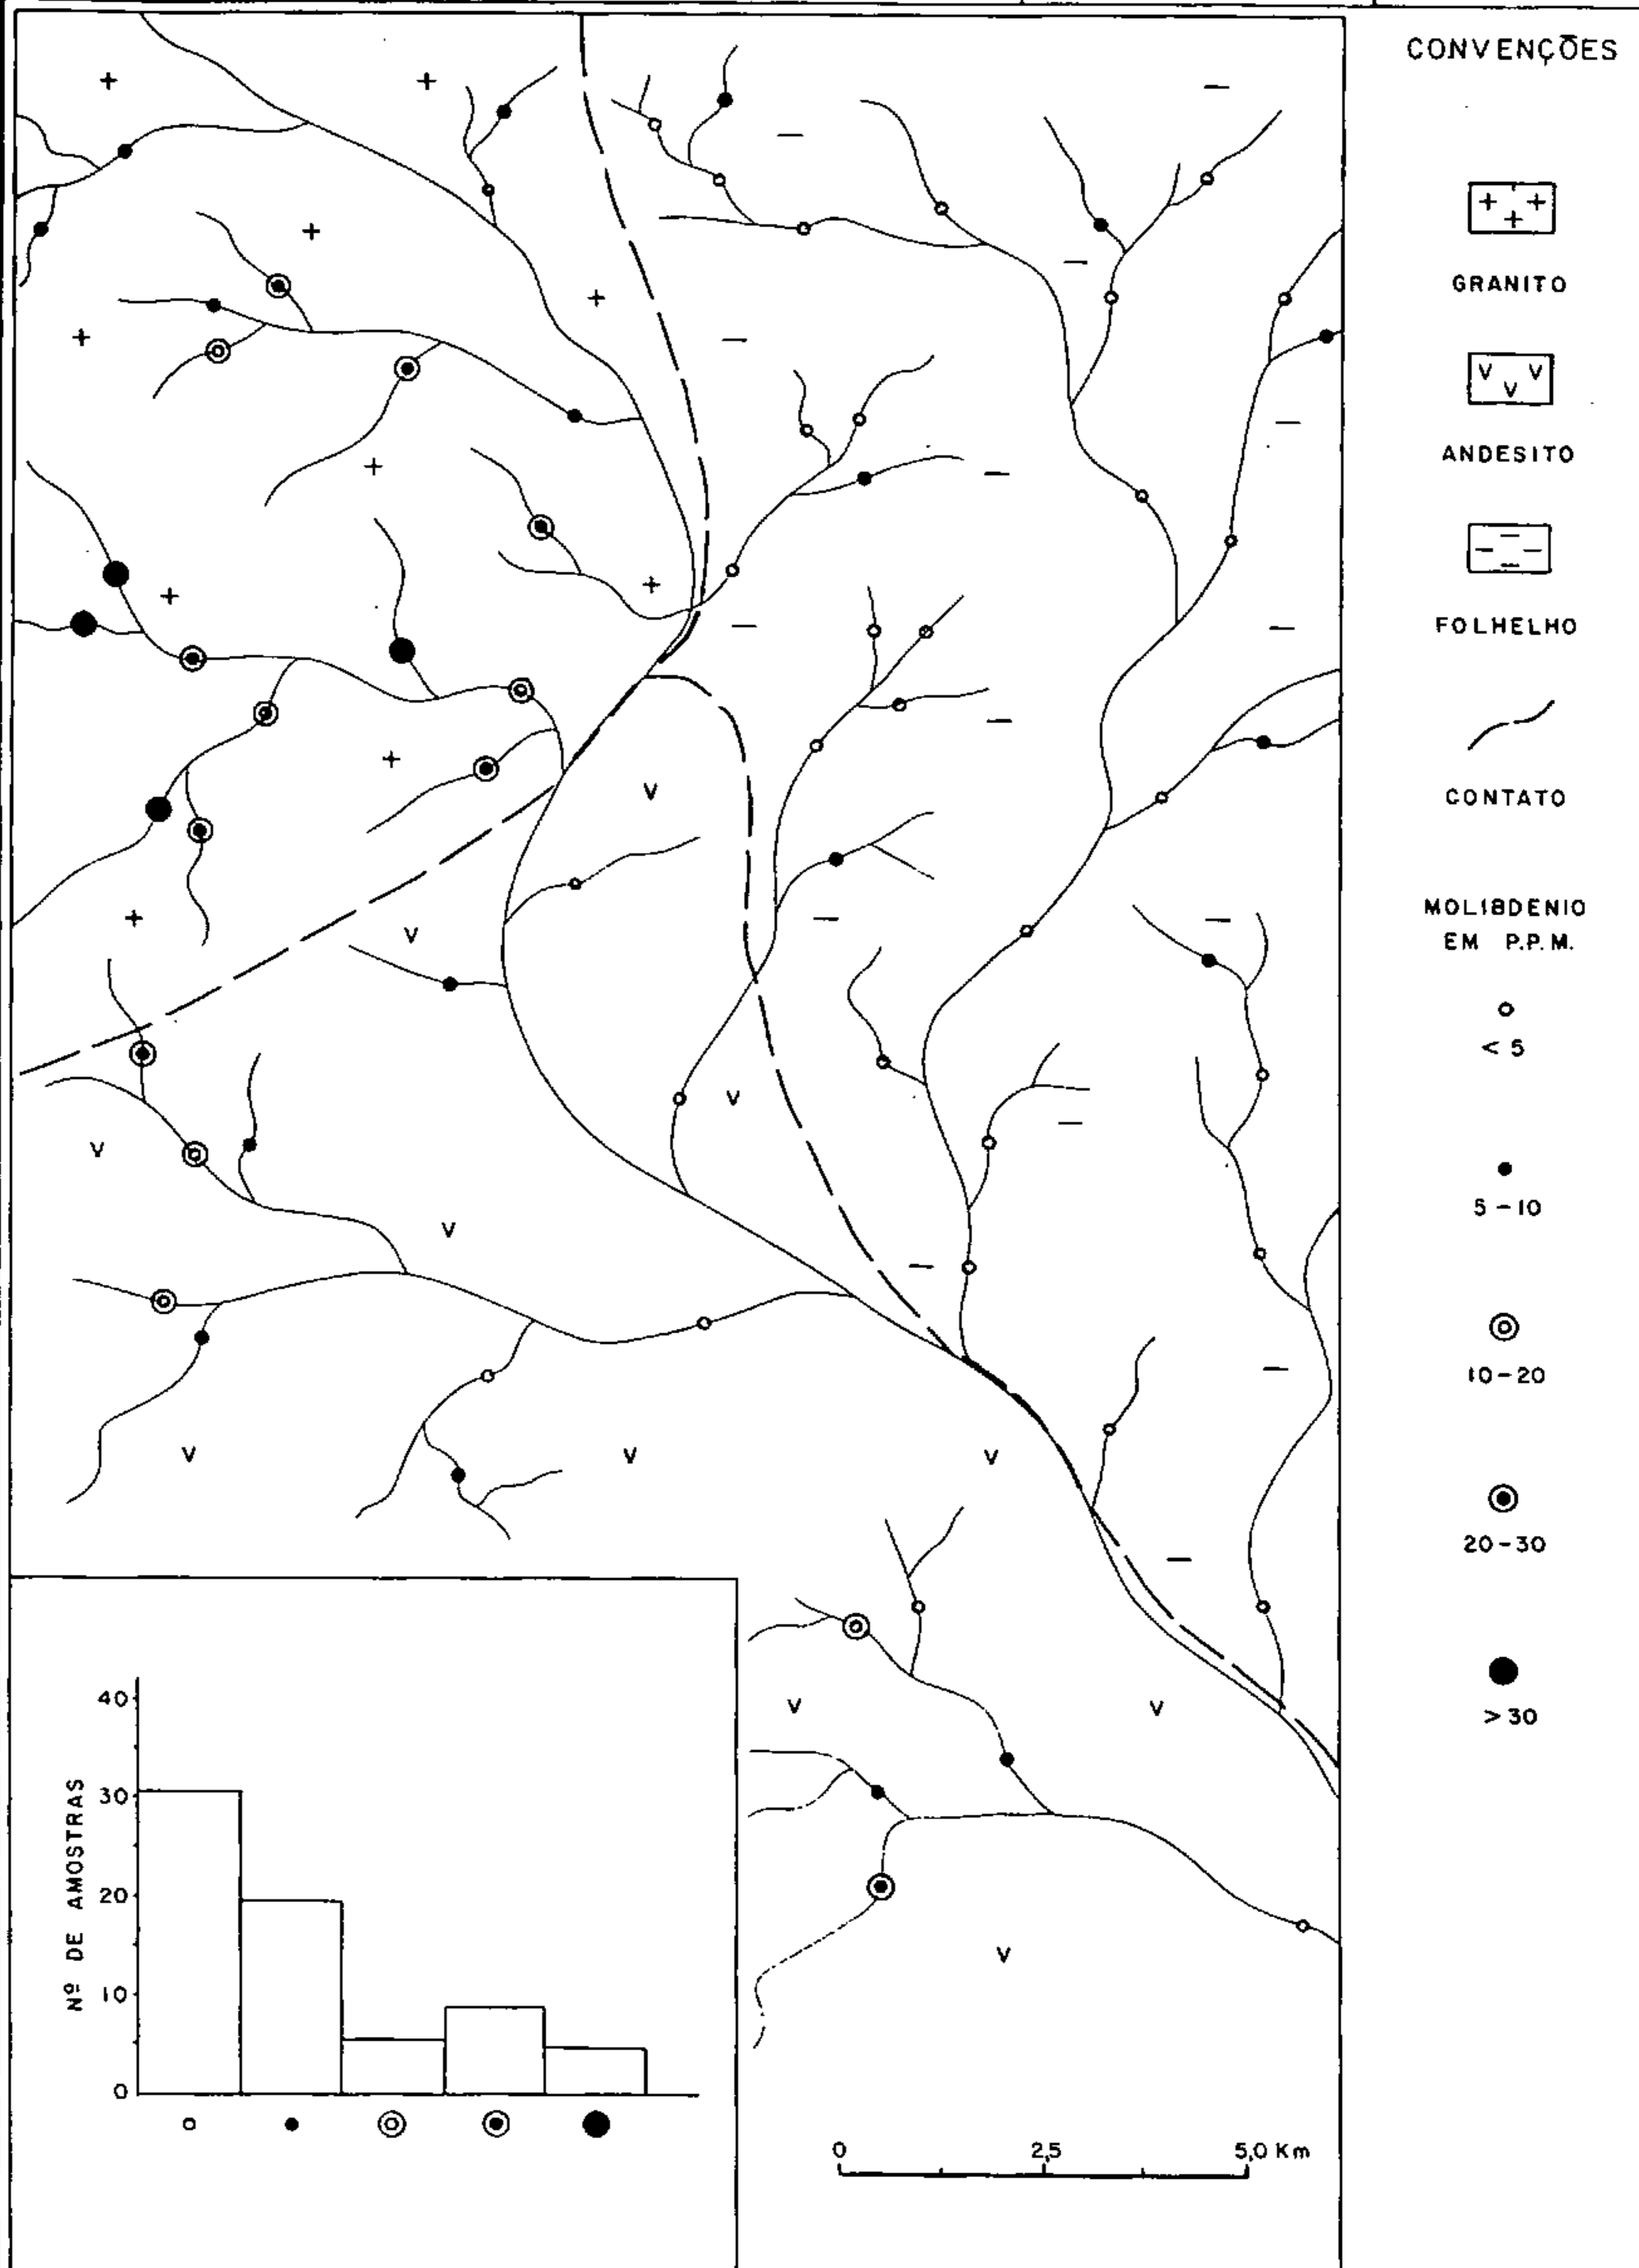 CONVENÇÕES
GRANITO
ANDESITO
FOLHELHO
CONTATO
MOLIBDENIO
EM P.P.M.
< 5
5-10
10-20
20-30
>30
Nº DE AMOSTRAS
40
30
20
10
0
0 2,5 5,0 Km